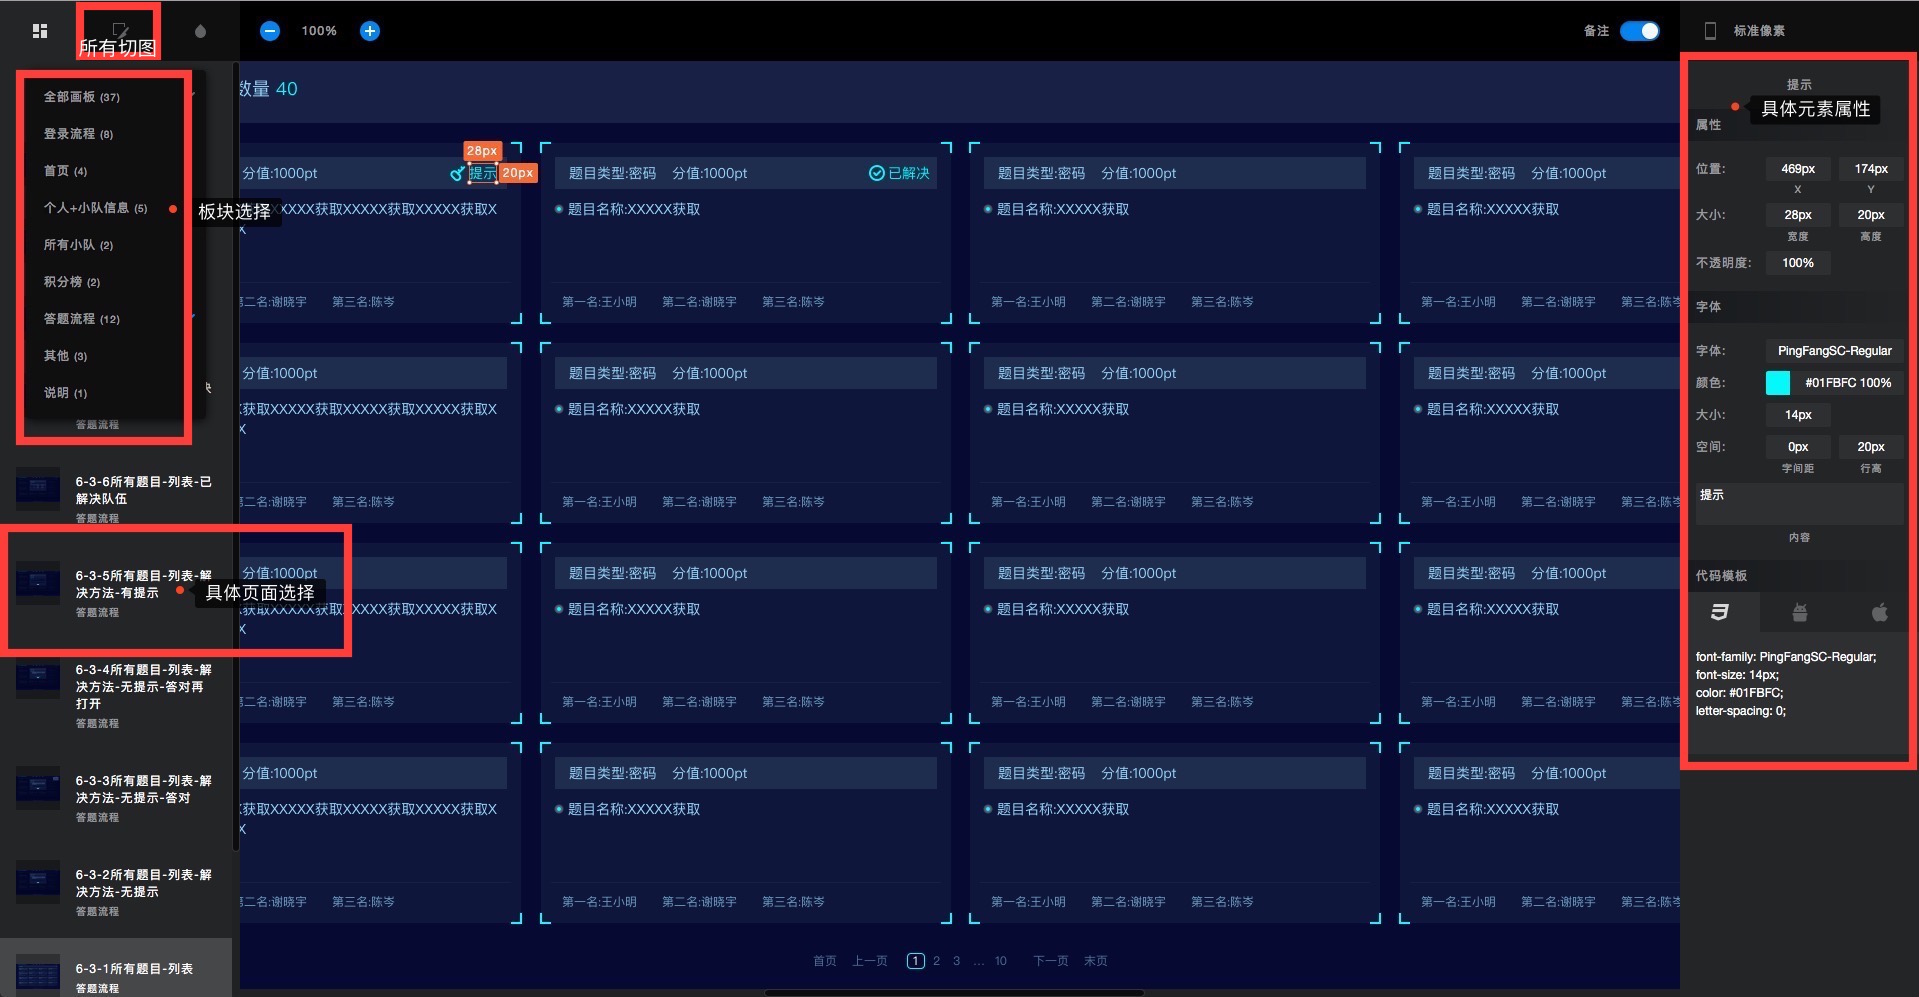 所有切图
100%
备注
标准像素
全部画板 (37)
登录流程 (8)
首页 (4)
个人+小队信息 (5)
所有小队 (2)
积分榜 (2)
答题流程 (12)
其他 (3)
说明 (1)
板块选择
答题流程
6-3-6所有题目-列表-已
解决队伍
答题流程
6-3-5所有题目-列表-解
决方法-有提示
答题流程
具体页面选择
6-3-4所有题目-列表-解
决方法-无提示-答对再
打开
答题流程
6-3-3所有题目-列表-解
决方法-无提示-答对
答题流程
6-3-2所有题目-列表-解
决方法-无提示
答题流程
6-3-1所有题目-列表
答题流程
数量 40
28px
分值:1000pt 提示 20px
XXXX获取XXXXX获取XXXXX获取X
X
第二名:谢晓宇 第三名:陈岑
题目类型:密码 分值:1000pt 已解决
题目名称:XXXXX获取
第一名:王小明 第二名:谢晓宇 第三名:陈岑
题目类型:密码 分值:1000pt
题目名称:XXXXX获取
第一名:王小明 第二名:谢晓宇 第三名:陈岑
题目类型:密码 分值:1000pt
题目名称:XXXXX获取
第一名:王小明 第二名:谢晓宇 第三名:陈岑
分值:1000pt
获取XXXXX获取XXXXX获取X
X
第二名:谢晓宇 第三名:陈岑
题目类型:密码 分值:1000pt
题目名称:XXXXX获取
第一名:王小明 第二名:谢晓宇 第三名:陈岑
题目类型:密码 分值:1000pt
题目名称:XXXXX获取
第一名:王小明 第二名:谢晓宇 第三名:陈岑
题目类型:密码 分值:1000pt
题目名称:XXXXX获取
第一名:王小明 第二名:谢晓宇 第三名:陈岑
分值:1000pt
获取XXXXX获取XXXXX获取X
X
第二名:谢晓宇 第三名:陈岑
题目类型:密码 分值:1000pt
题目名称:XXXXX获取
第一名:王小明 第二名:谢晓宇 第三名:陈岑
题目类型:密码 分值:1000pt
题目名称:XXXXX获取
第一名:王小明 第二名:谢晓宇 第三名:陈岑
题目类型:密码 分值:1000pt
题目名称:XXXXX获取
第一名:王小明 第二名:谢晓宇 第三名:陈岑
分值:1000pt
获取XXXXX获取XXXXX获取X
X
第二名:谢晓宇 第三名:陈岑
题目类型:密码 分值:1000pt
题目名称:XXXXX获取
第一名:王小明 第二名:谢晓宇 第三名:陈岑
题目类型:密码 分值:1000pt
题目名称:XXXXX获取
第一名:王小明 第二名:谢晓宇 第三名:陈岑
题目类型:密码 分值:1000pt
题目名称:XXXXX获取
第一名:王小明 第二名:谢晓宇 第三名:陈岑
首页 上一页 1 2 3 ... 10 下一页 末页
提示
具体元素属性
属性
位置: 469px 174px
X Y
大小: 28px 20px
宽度 高度
不透明度: 100%
字体
字体: PingFangSC-Regular
颜色: #01FBFC 100%
大小: 14px
空间: 0px 20px
字间距 行高
提示
内容
代码模板
font-family: PingFangSC-Regular;
font-size: 14px;
color: #01FBFC;
letter-spacing: 0;